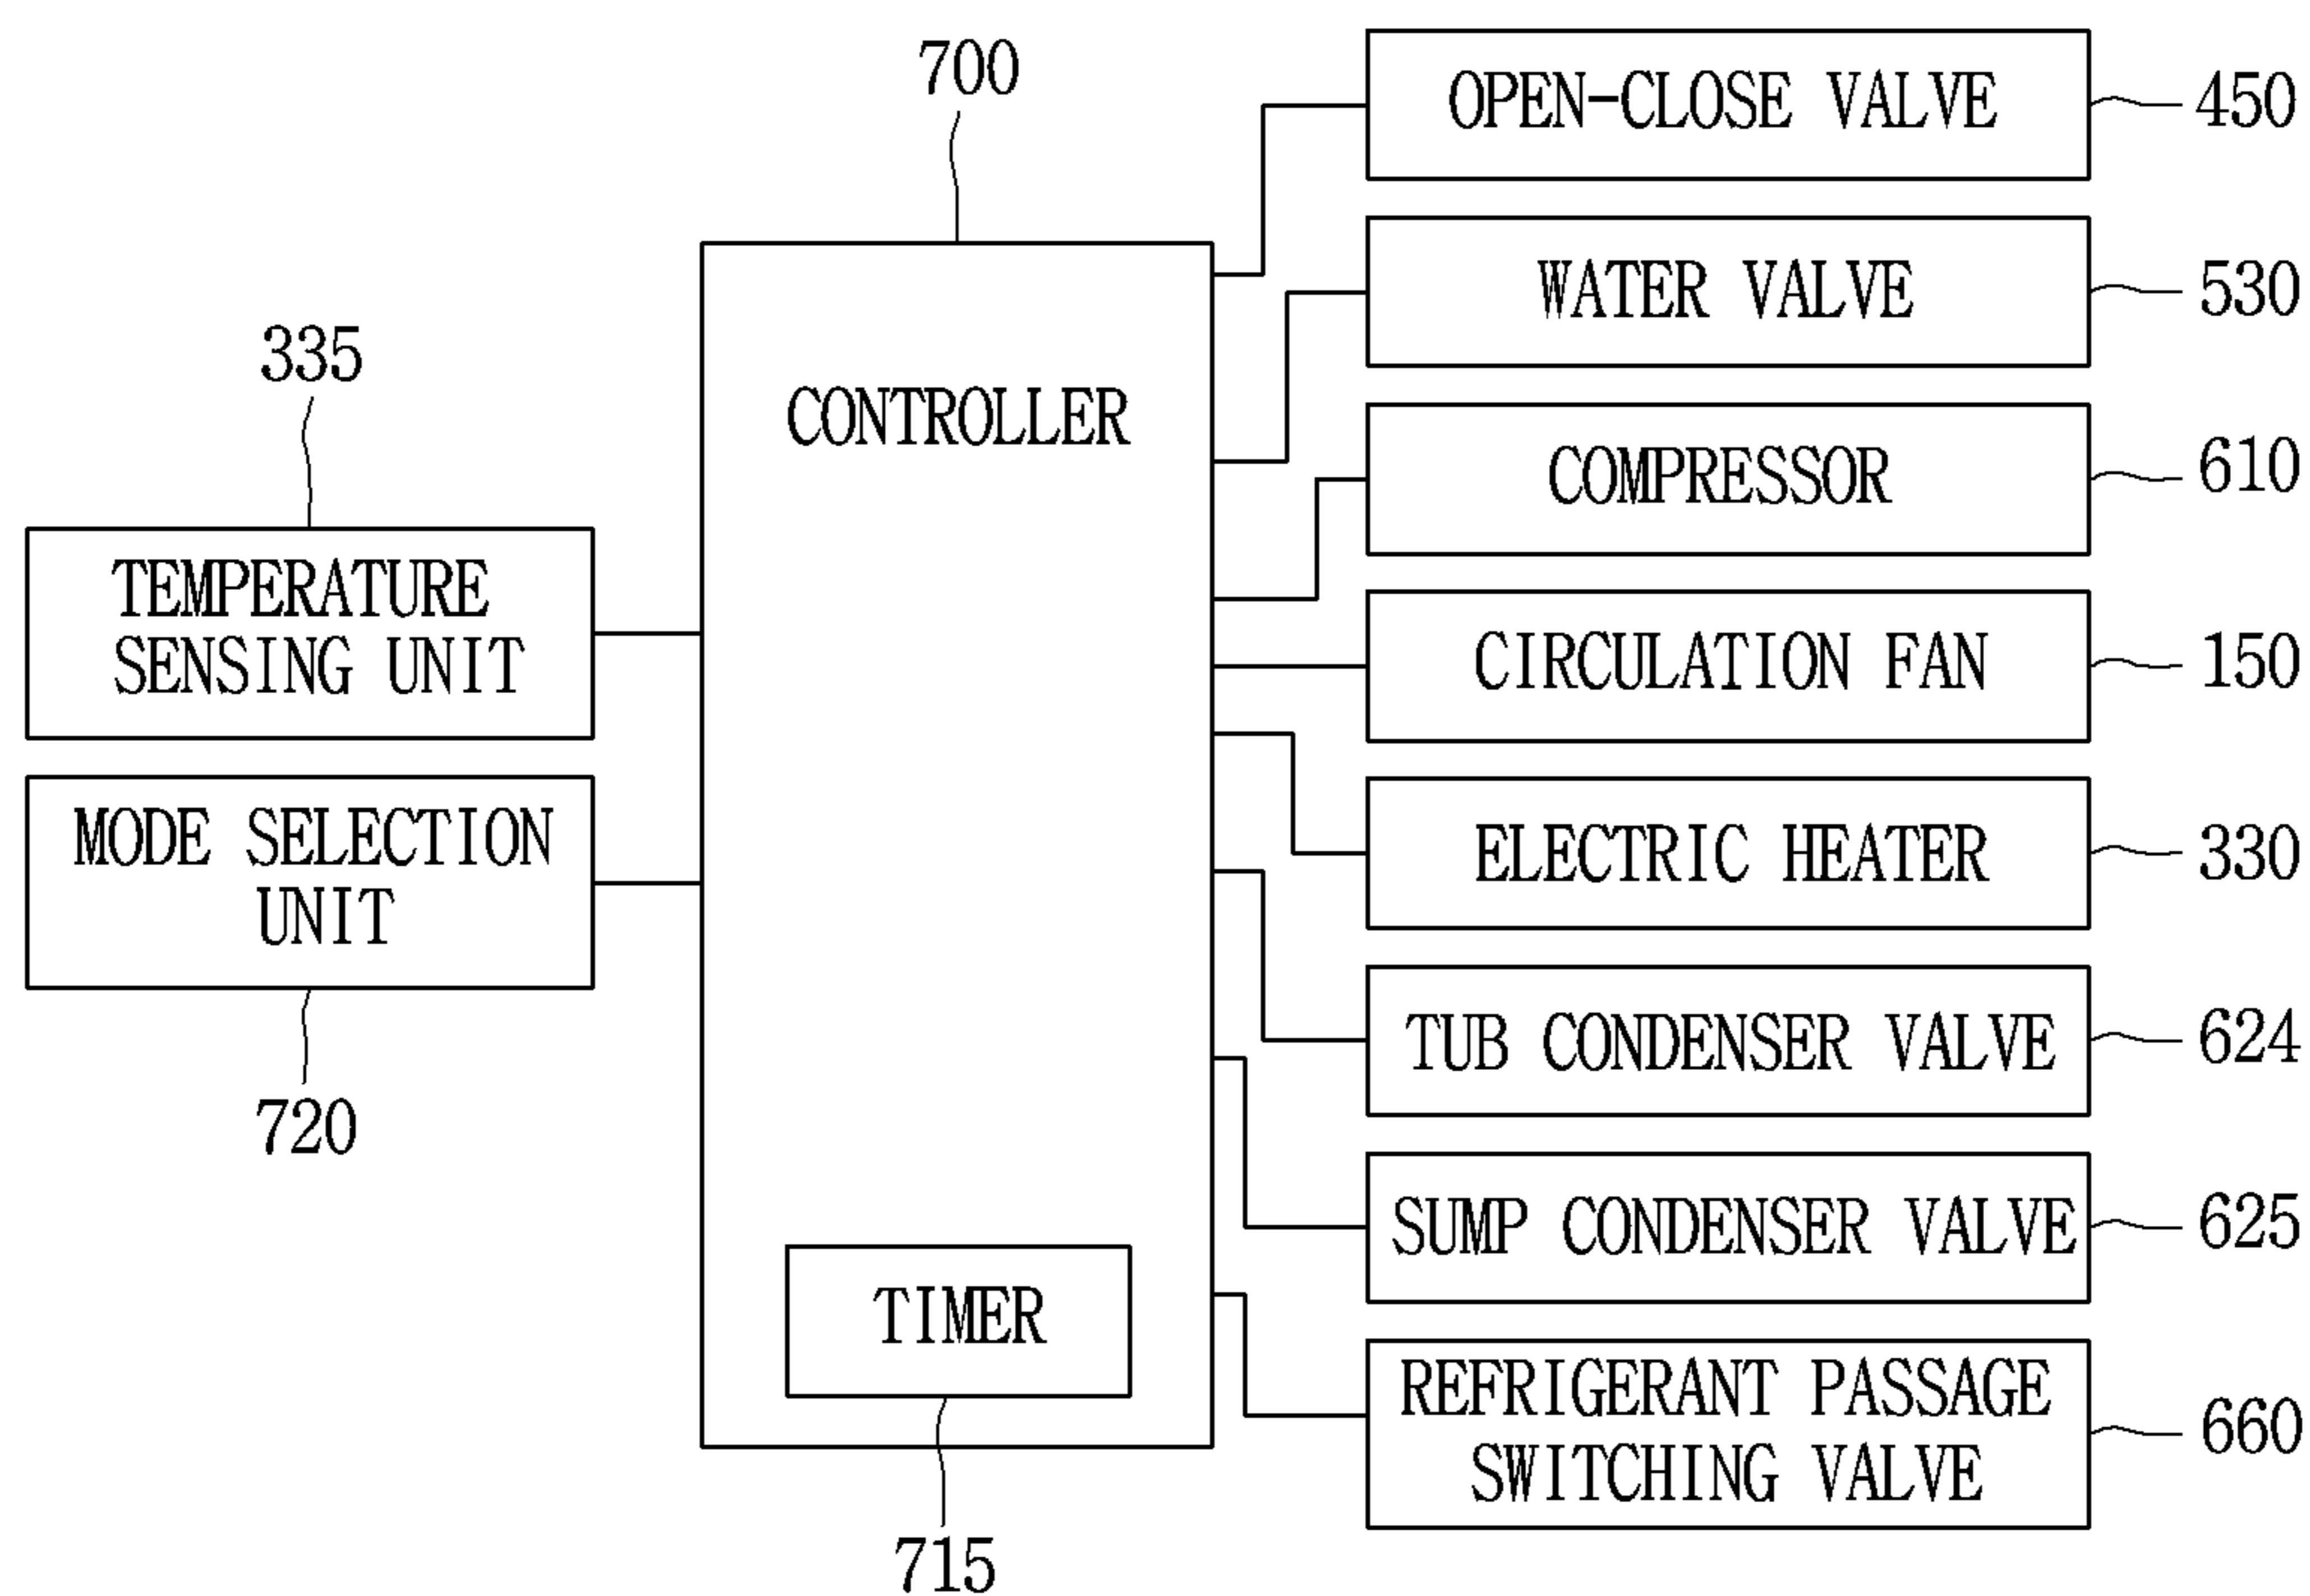 700
CONTROLLER
335
TEMPERATURE
SENSING UNIT
MODE SELECTION
UNIT
720
TIMER
715
OPEN-CLOSE VALVE
450
WATER VALVE
530
COMPRESSOR
610
CIRCULATION FAN
150
ELECTRIC HEATER
330
TUB CONDENSER VALVE
624
SUMP CONDENSER VALVE
625
REFRIGERANT PASSAGE
SWITCHING VALVE
660